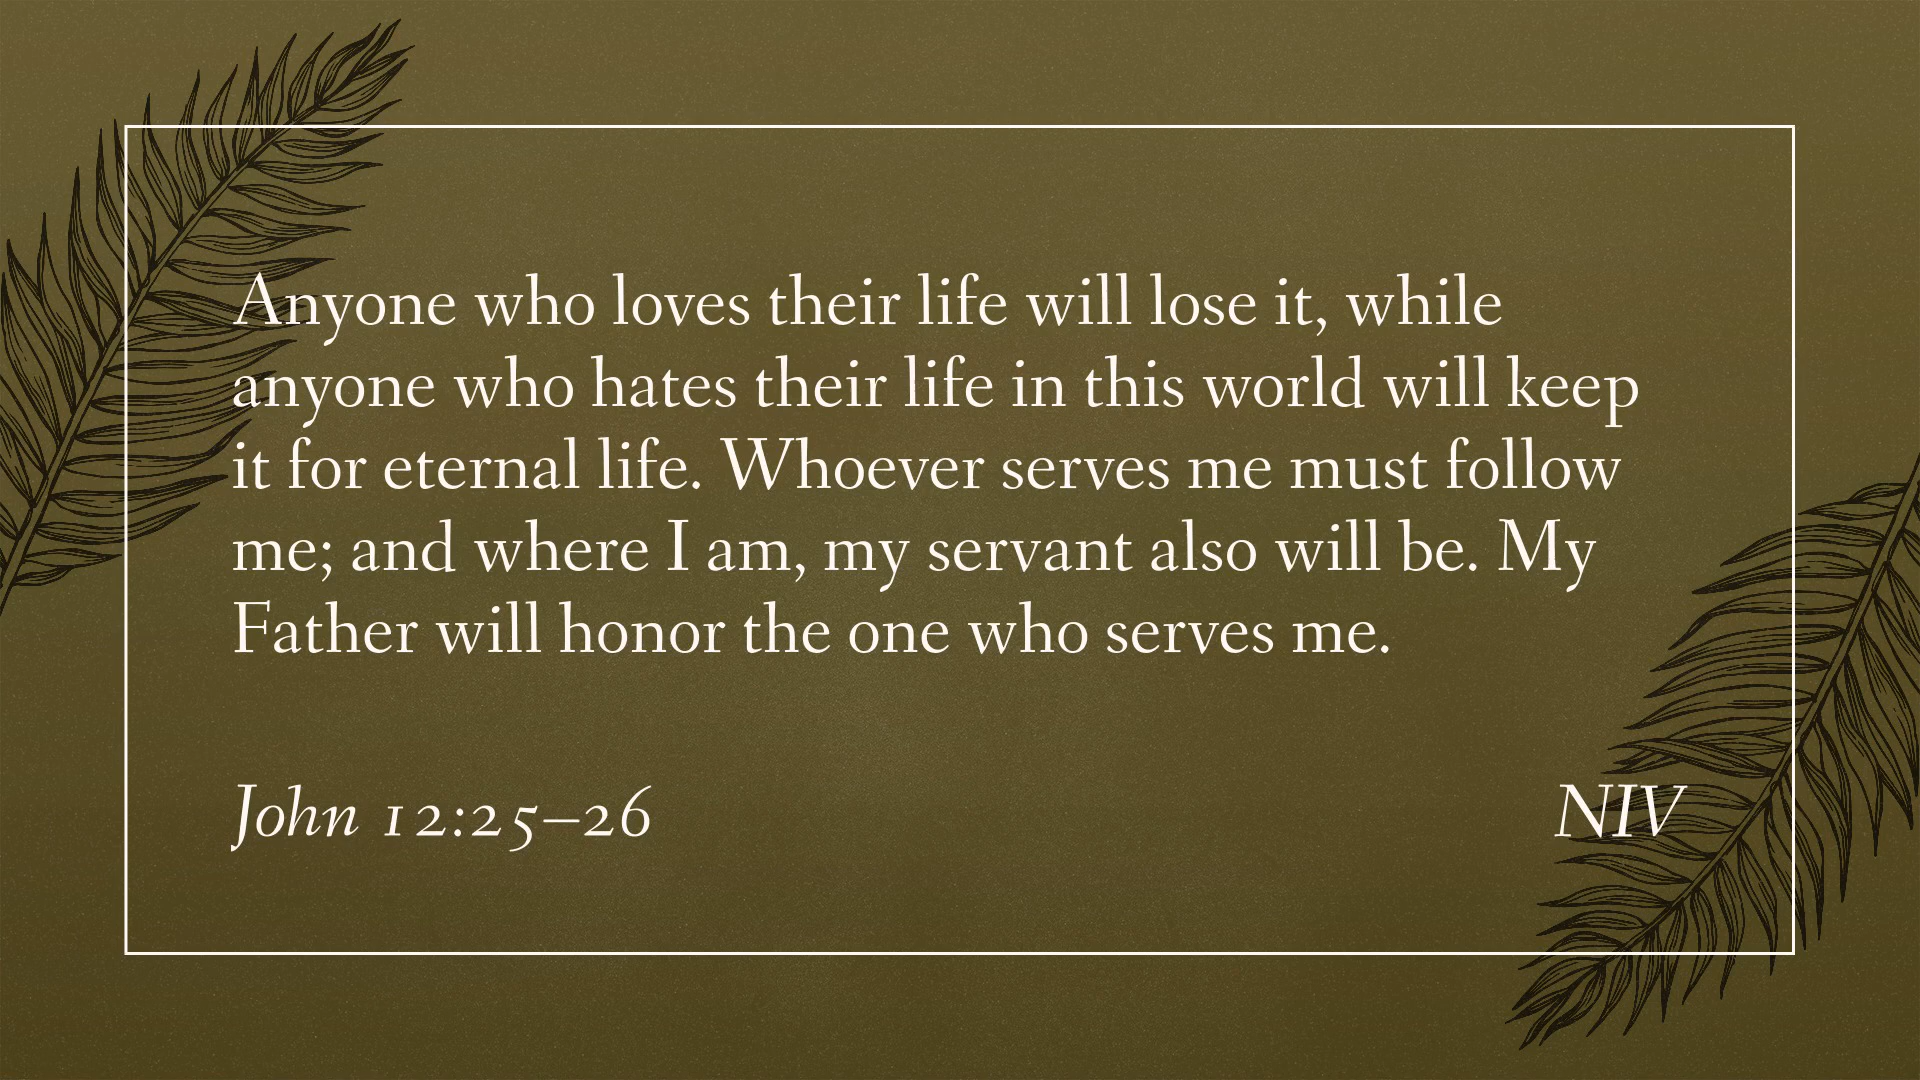 Anyone who loves their life will lose it, while
anyone who hates their life in this world will keep
it for eternal life. Whoever serves me must follow
me; and where I am, my servant also will be. My
Father will honor the one who serves me.
John 12:25–26
NIV